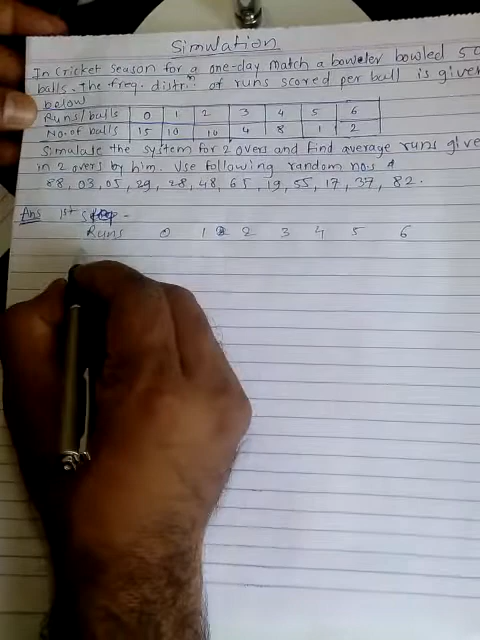 Simulation
In cricket season for a one-day match a boweler bowled 50
balls. The freq. distrn. of runs scored per ball is given
below
Runs/balls 0 1 2 3 4 5 6
No. of balls 15 10 10 4 8 1 2
Simulate the system for 2 overs and find average runs give
in 2 overs by him. Use following random no.s
88, 03, 05, 29, 28, 48, 65, 19, 55, 17, 37, 82.
Ans 1st step -
Runs 0 1 2 3 4 5 6